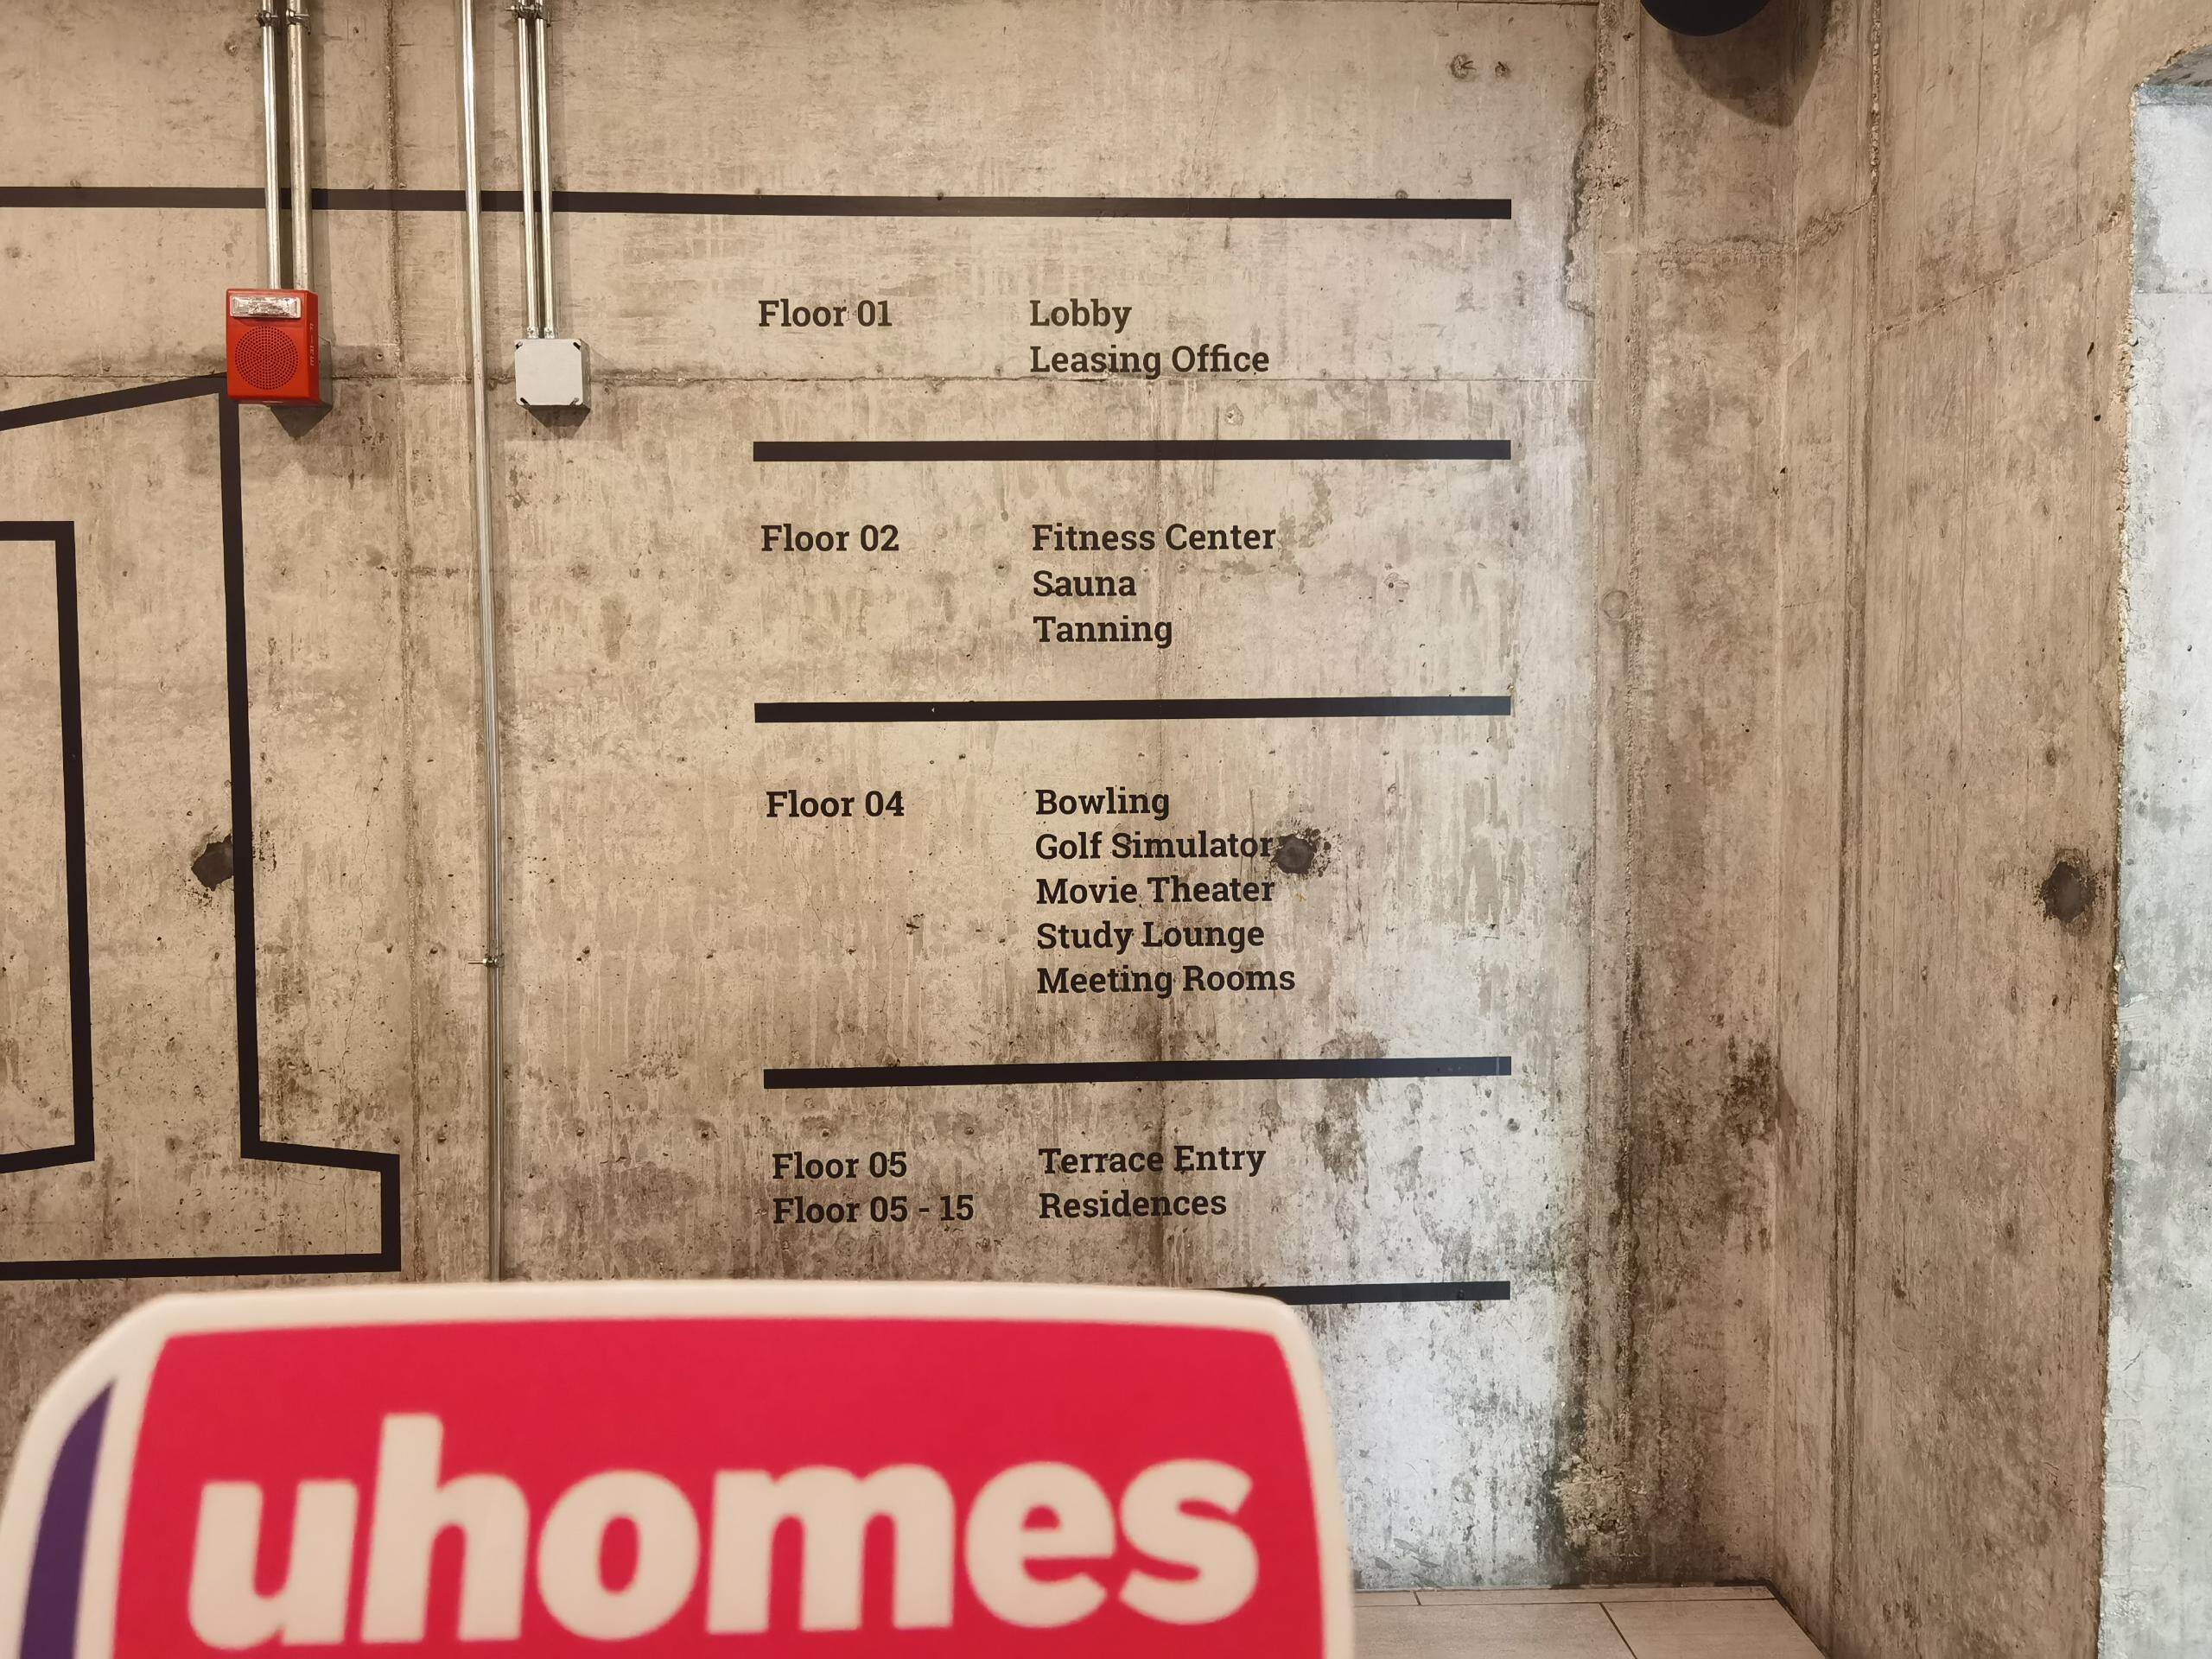 Floor 01 Lobby
Leasing Office
Floor 02 Fitness Center
Sauna
Tanning
Floor 04 Bowling
Golf Simulator
Movie Theater
Study Lounge
Meeting Rooms
Floor 05 Terrace Entry
Floor 05 - 15 Residences
uhomes